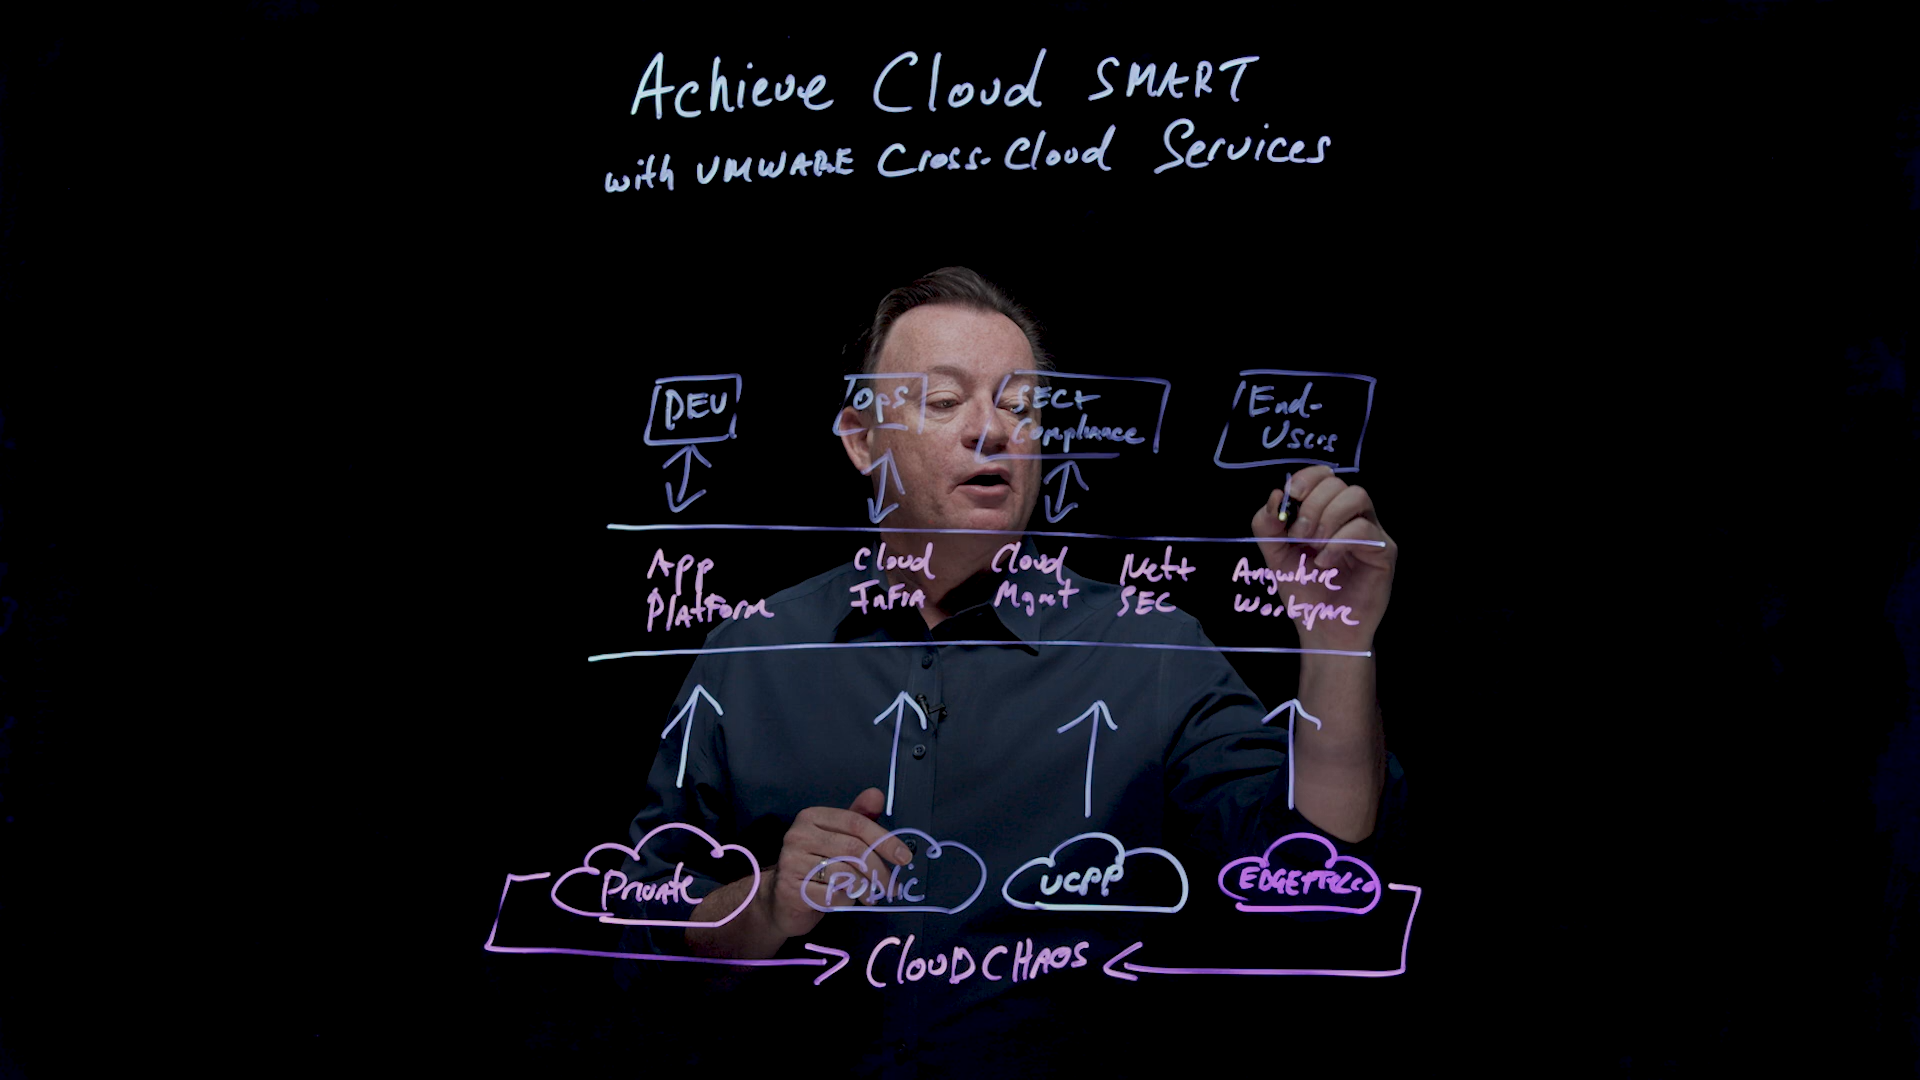 Achieve Cloud SMART
with VMWARE Cross-Cloud Services
DEV
Ops
SEC+
Compliance
End-
Users
App
Platform
Cloud
InFrA
Cloud
Mgmt
Net+
SEC
Anywhere
Workspace
Private
Public
VCPP
EDGE+TELCO
CLOUD CHAOS